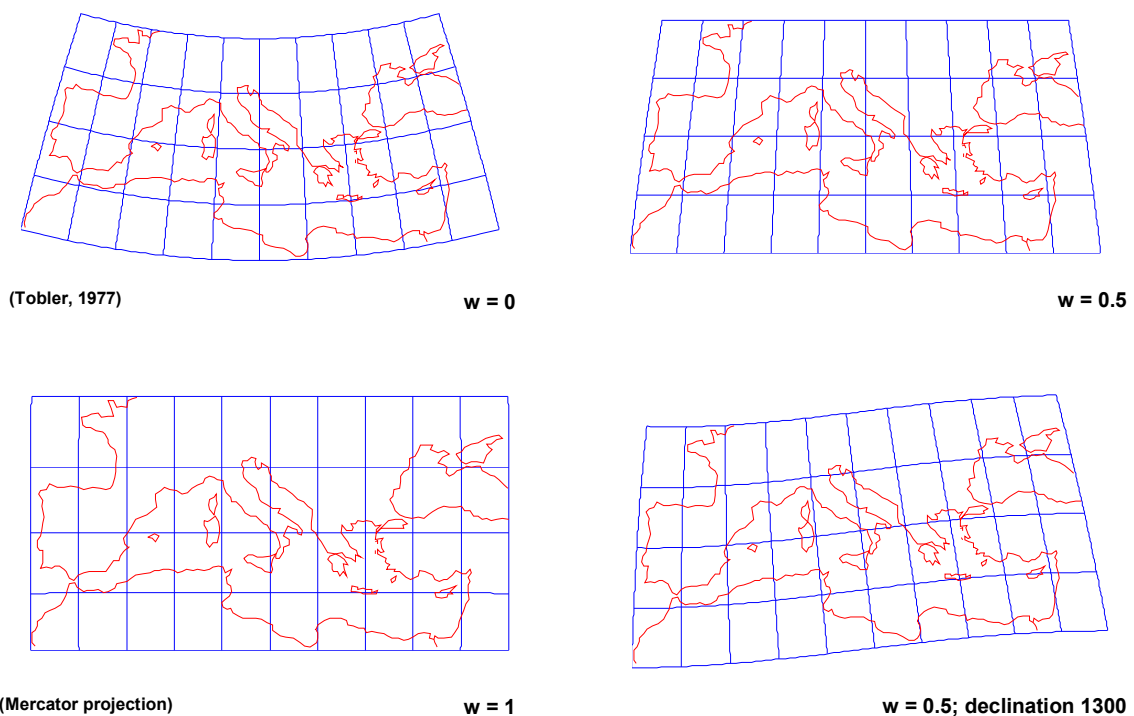 (Tobler, 1977)
w = 0
w = 0.5
(Mercator projection)
w = 1
w = 0.5; declination 1300